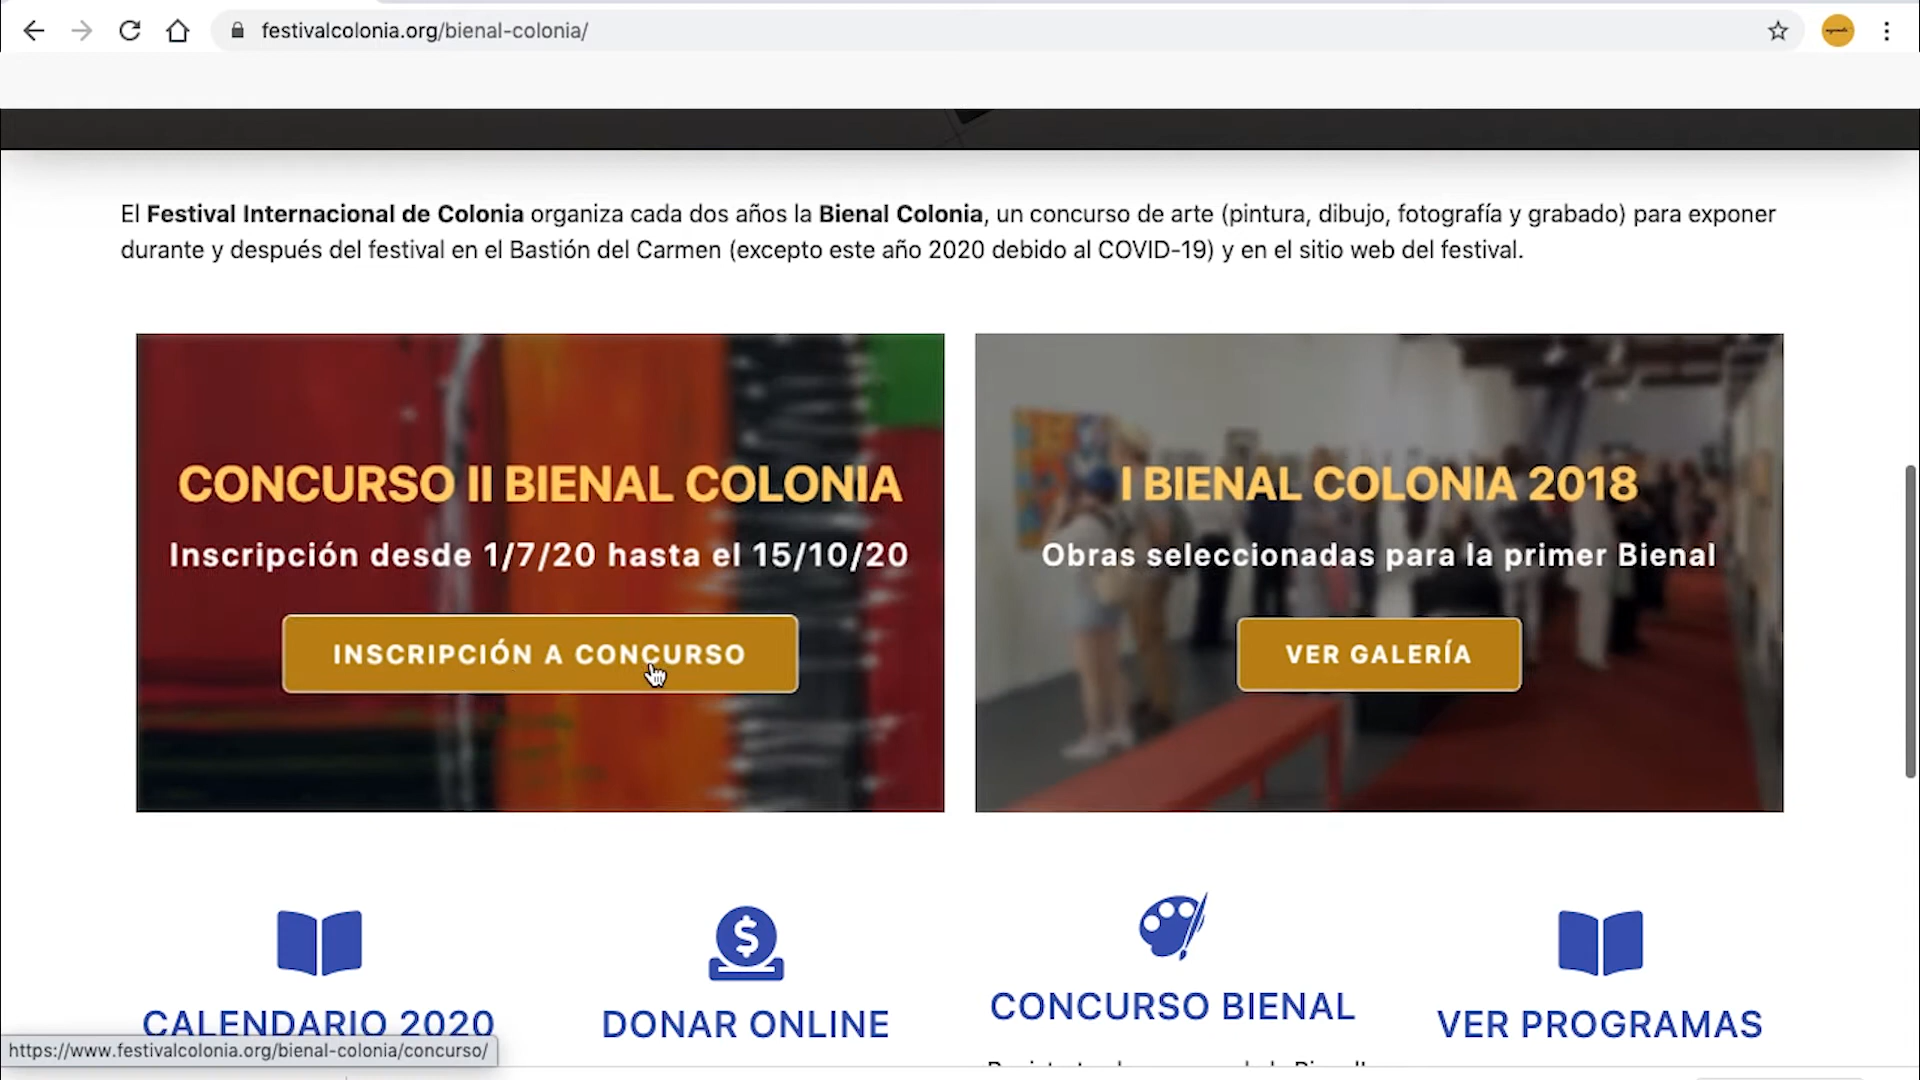 festivalcolonia.org/bienal-colonia/
El Festival Internacional de Colonia organiza cada dos años la Bienal Colonia, un concurso de arte (pintura, dibujo, fotografía y grabado) para exponer
durante y después del festival en el Bastión del Carmen (excepto este año 2020 debido al COVID-19) y en el sitio web del festival.
CONCURSO II BIENAL COLONIA
Inscripción desde 1/7/20 hasta el 15/10/20
INSCRIPCIÓN A CONCURSO
I BIENAL COLONIA 2018
Obras seleccionadas para la primer Bienal
VER GALERÍA
CALENDARIO 2020
DONAR ONLINE
CONCURSO BIENAL
VER PROGRAMAS
https://www.festivalcolonia.org/bienal-colonia/concurso/